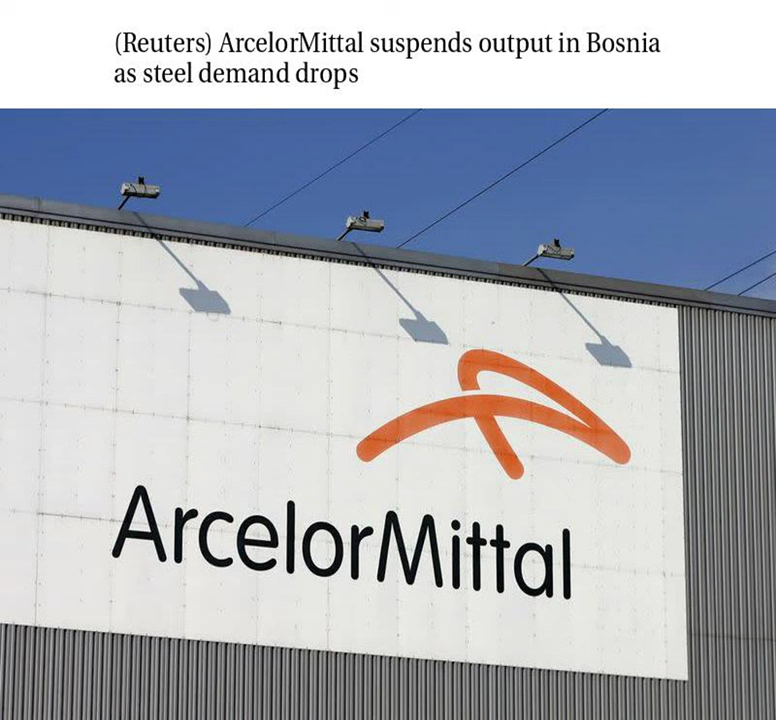 (Reuters) ArcelorMittal suspends output in Bosnia
as steel demand drops
ArcelorMittal